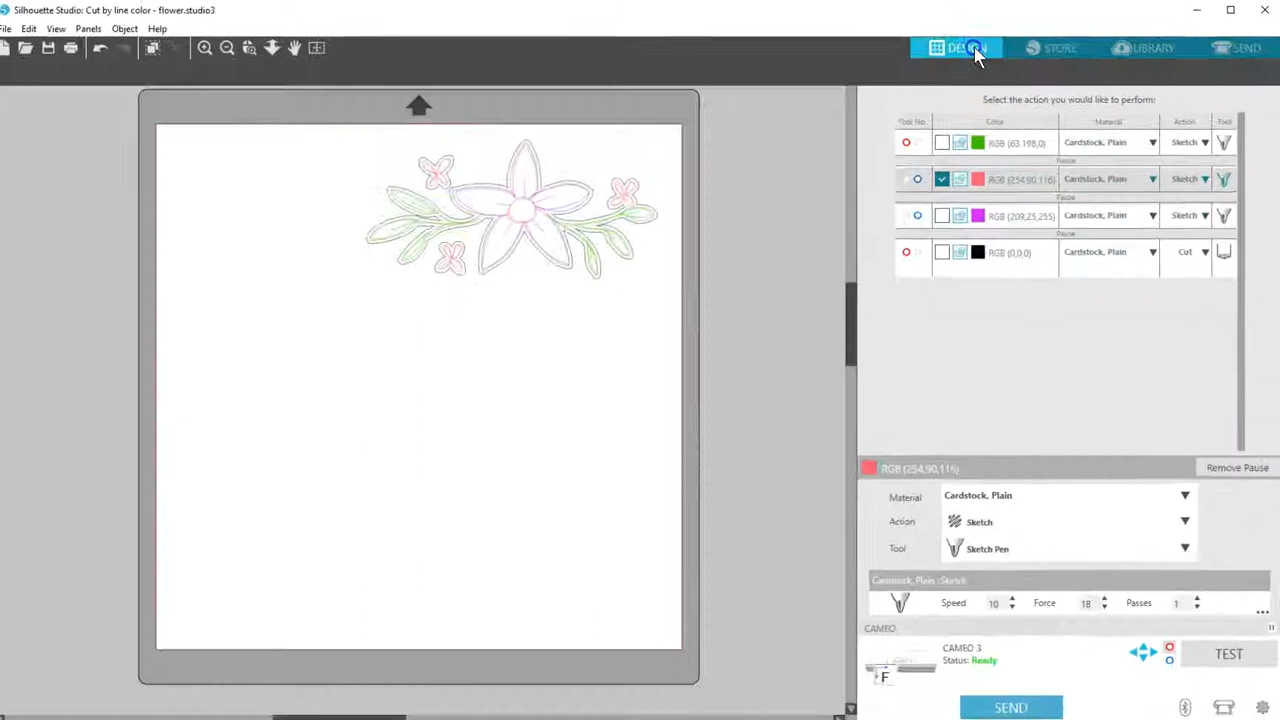 Silhouette Studio: Cut by line color - flower.studio3
File Edit View Panels Object Help
DESIGN STORE LIBRARY SEND
Select the action you would like to perform:
Color Material Action Tool
RGB (63,198,0) Cardstock, Plain Sketch
Pause
RGB (254,90,116) Cardstock, Plain Sketch
Pause
RGB (209,25,255) Cardstock, Plain Sketch
Pause
RGB (0,0,0) Cardstock, Plain Cut
RGB (254,90,116) Remove Pause
Material Cardstock, Plain
Action Sketch
Tool Sketch Pen
Cardstock, Plain :Sketch
Speed 10 Force 18 Passes 1 ...
CAMEO
CAMEO 3
Status: Ready
TEST
F
SEND